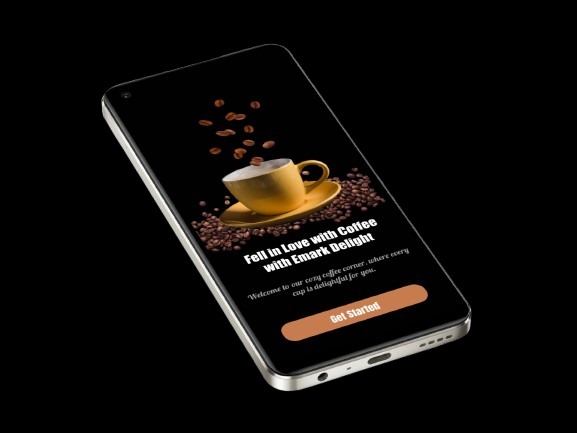 Fell in Love with Coffee
with Emark Delight
Welcome to our cozy coffee corner, where every
cup is delightful for you.
Get Started